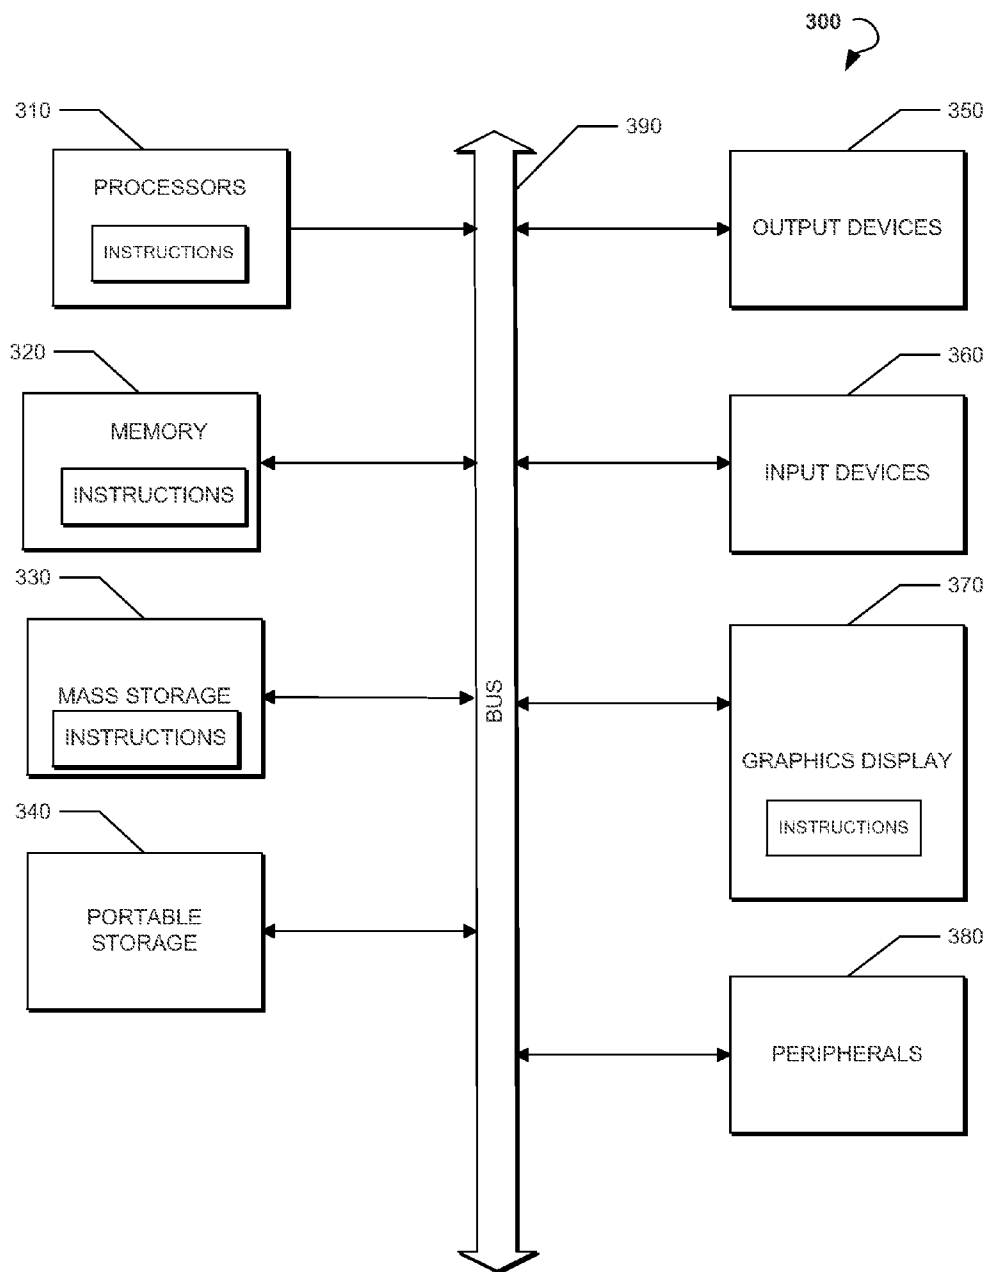 300
310
390
350
PROCESSORS
INSTRUCTIONS
OUTPUT DEVICES
320
360
MEMORY
INSTRUCTIONS
INPUT DEVICES
330
370
MASS STORAGE
INSTRUCTIONS
BUS
GRAPHICS DISPLAY
INSTRUCTIONS
340
PORTABLE
STORAGE
380
PERIPHERALS